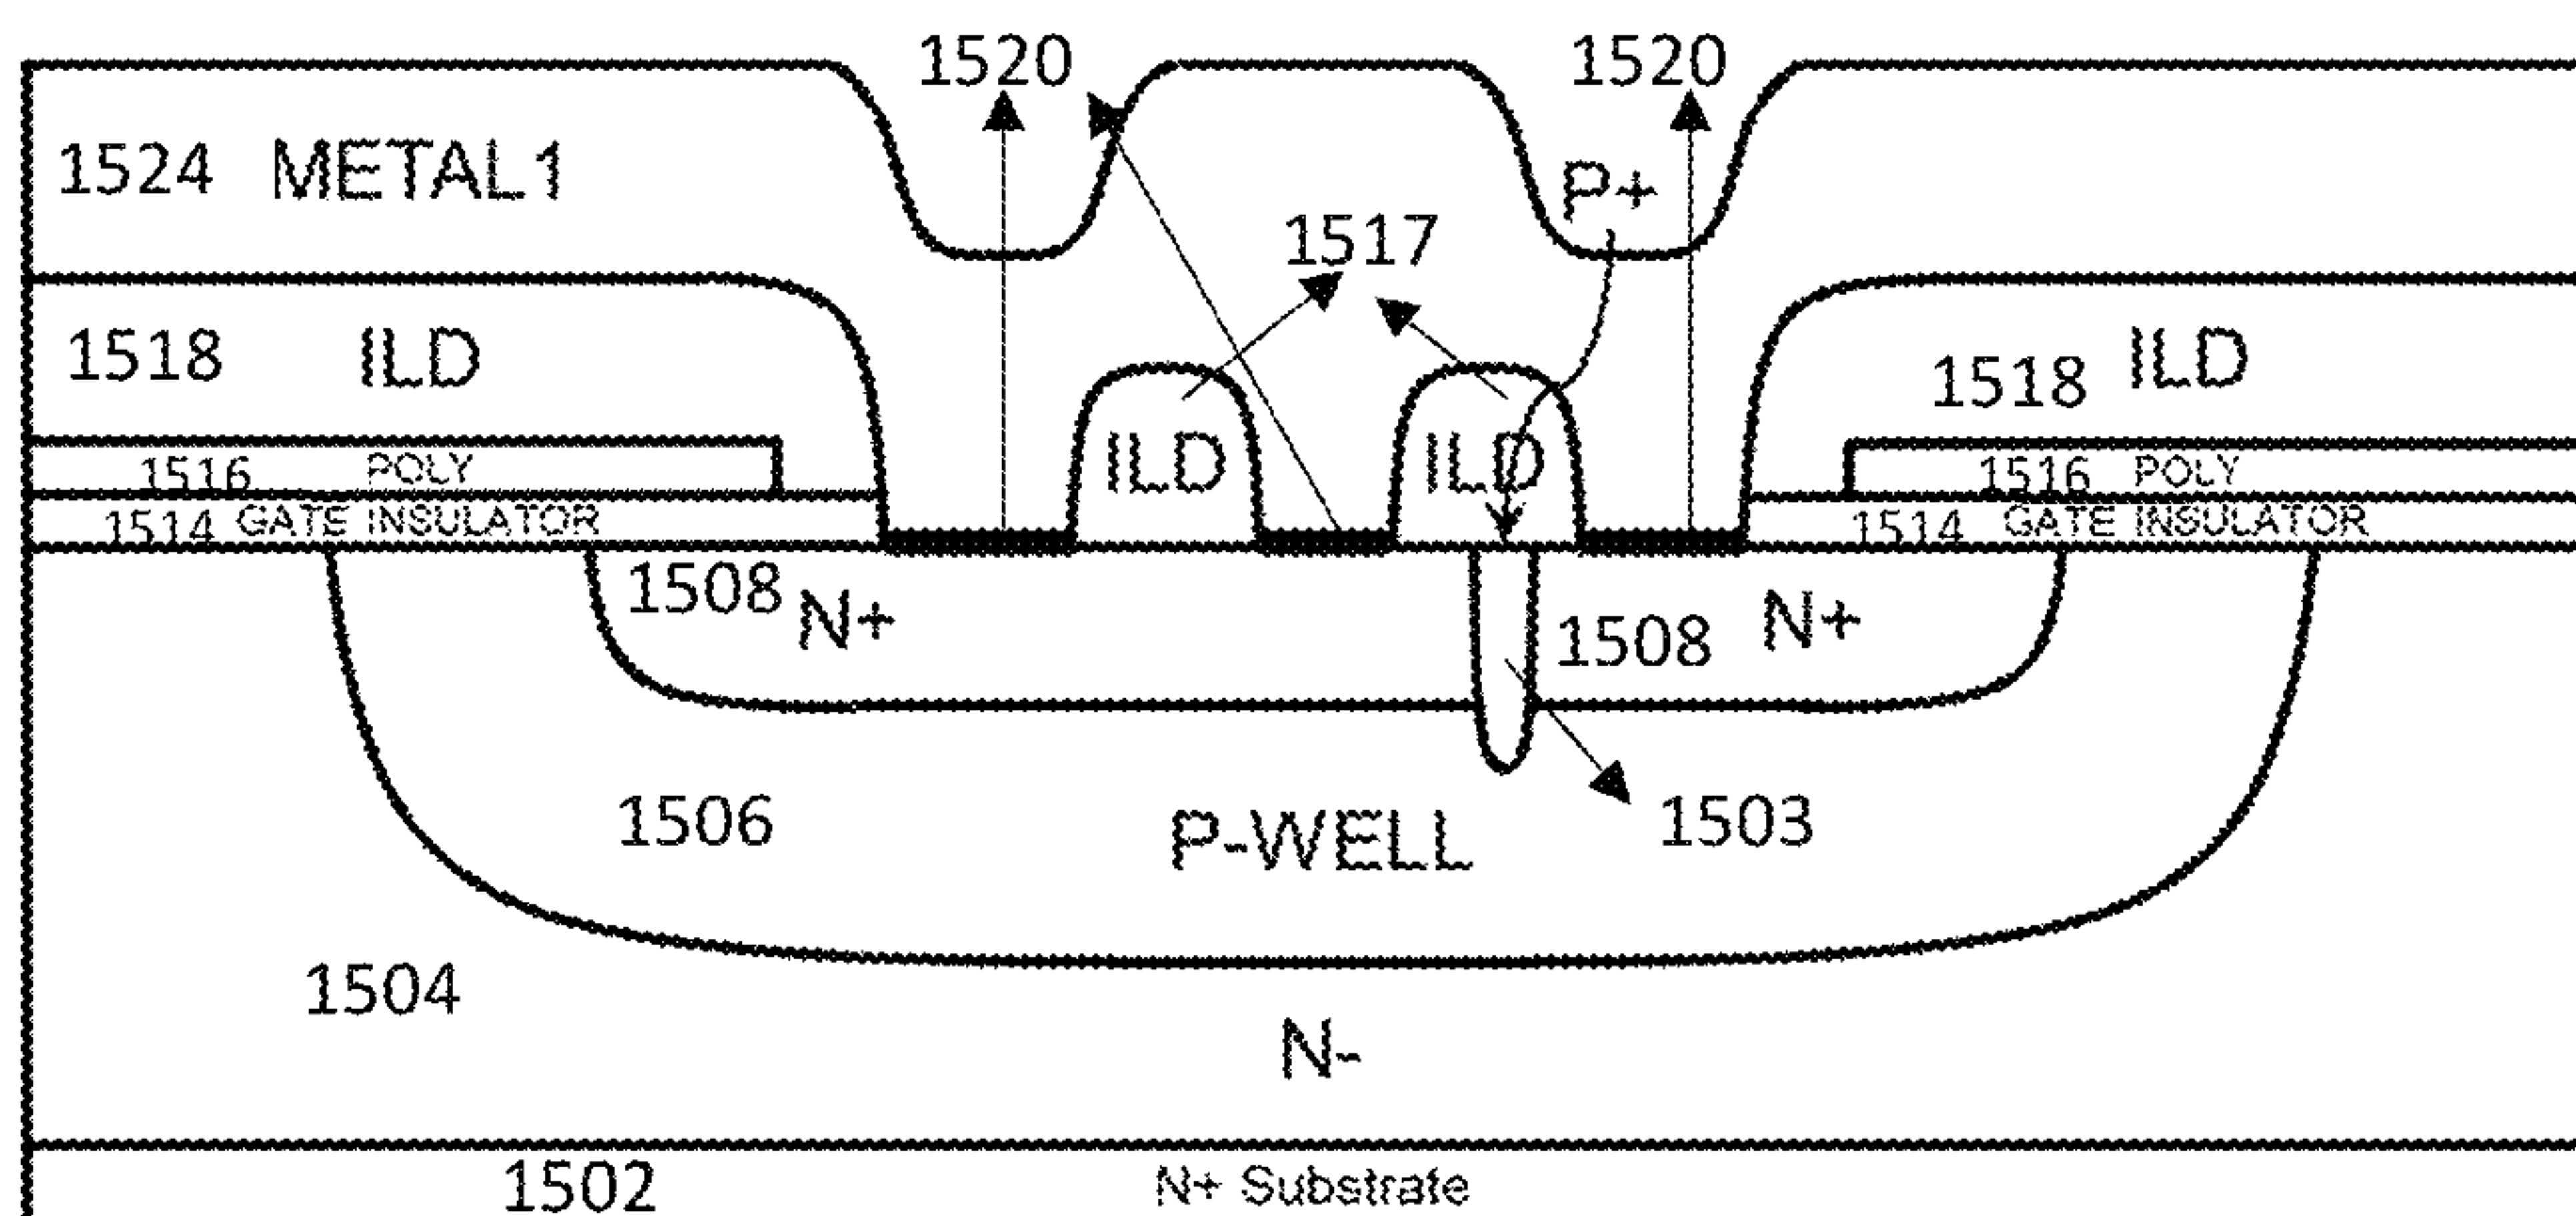 1520
1520
1524 METAL1
P+
1517
1518 ILD
1518 ILD
ILD
ILD
1516 POLY
1516 POLY
1514 GATE INSULATOR
1514 GATE INSULATOR
1508 N+
1508 N+
1506
P-WELL
1503
1504
N-
1502
N+ Substrate